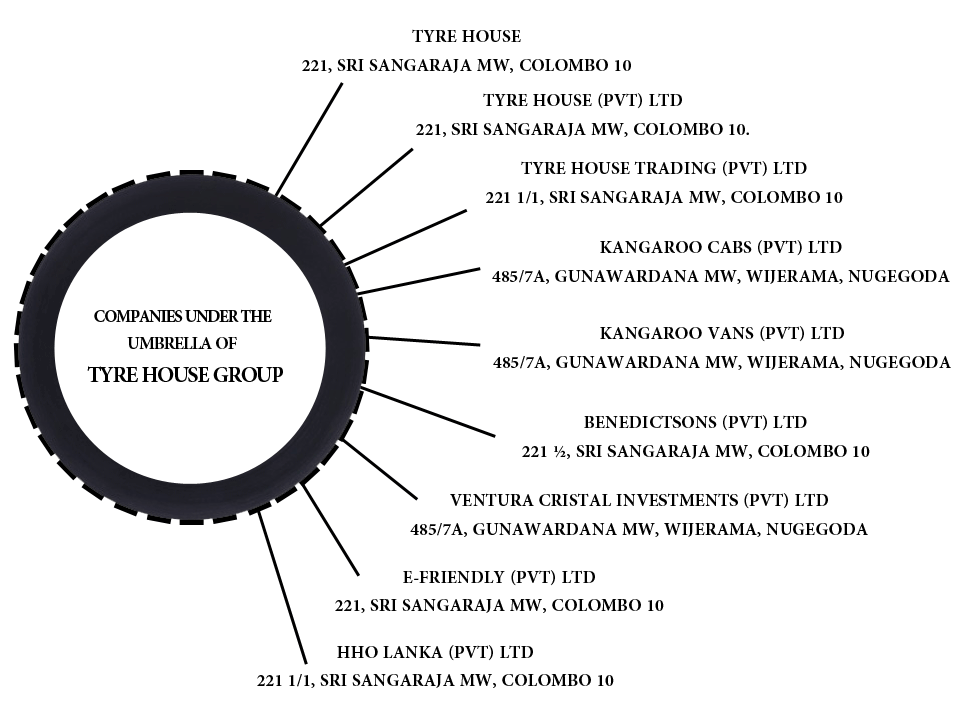 TYRE HOUSE
221, SRI SANGARAJA MW, COLOMBO 10
TYRE HOUSE (PVT) LTD
221, SRI SANGARAJA MW, COLOMBO 10.
TYRE HOUSE TRADING (PVT) LTD
221 1/1, SRI SANGARAJA MW, COLOMBO 10
KANGAROO CABS (PVT) LTD
485/7A, GUNAWARDANA MW, WIJERAMA, NUGEGODA
COMPANIES UNDER THE
UMBRELLA OF
TYRE HOUSE GROUP
KANGAROO VANS (PVT) LTD
485/7A, GUNAWARDANA MW, WIJERAMA, NUGEGODA
BENEDICTSONS (PVT) LTD
221 ½, SRI SANGARAJA MW, COLOMBO 10
VENTURA CRISTAL INVESTMENTS (PVT) LTD
485/7A, GUNAWARDANA MW, WIJERAMA, NUGEGODA
E-FRIENDLY (PVT) LTD
221, SRI SANGARAJA MW, COLOMBO 10
HHO LANKA (PVT) LTD
221 1/1, SRI SANGARAJA MW, COLOMBO 10